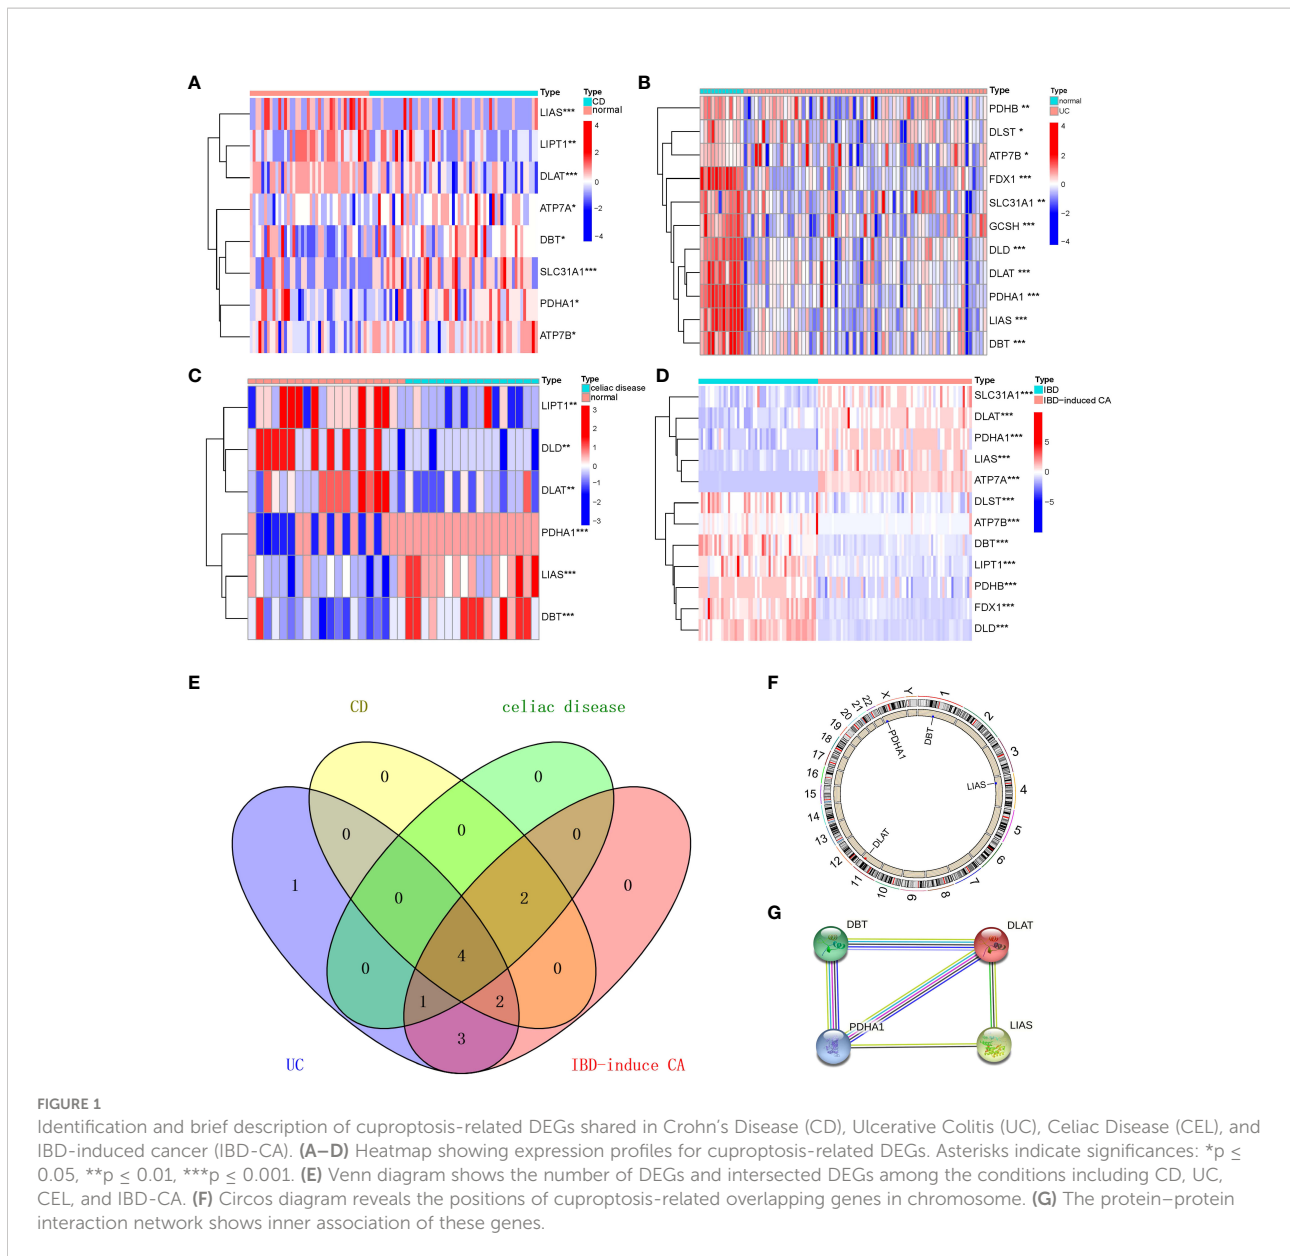 A
Type
LIAS***
LIPT1**
DLAT***
ATP7A*
DBT*
SLC31A1***
PDHA1*
ATP7B*
Type
CD
normal
4
2
0
−2
−4
B
Type
PDHB **
DLST *
ATP7B *
FDX1 ***
SLC31A1 **
GCSH ***
DLD ***
DLAT ***
PDHA1 ***
LIAS ***
DBT ***
Type
normal
UC
4
2
0
−2
−4
C
Type
LIPT1**
DLD**
DLAT**
PDHA1***
LIAS***
DBT***
Type
celiac disease
normal
3
2
1
0
−1
−2
−3
D
Type
SLC31A1***
DLAT***
PDHA1***
LIAS***
ATP7A***
DLST***
ATP7B***
DBT***
LIPT1***
PDHB***
FDX1***
DLD***
Type
IBD
IBD−induced CA
5
0
−5
E
CD
celiac disease
0
0
0
0
0
1
0
0
2
0
4
0
0
1
2
3
UC
IBD-induce CA
F
1
2
3
4
5
6
7
8
9
10
11
12
13
14
15
16
17
18
19
20
21
22
X
Y
PDHA1
DBT
LIAS
DLAT
G
DBT
DLAT
PDHA1
LIAS
FIGURE 1
Identification and brief description of cuproptosis-related DEGs shared in Crohn's Disease (CD), Ulcerative Colitis (UC), Celiac Disease (CEL), and
IBD-induced cancer (IBD-CA). (A–D) Heatmap showing expression profiles for cuproptosis-related DEGs. Asterisks indicate significances: *p ≤
0.05, **p ≤ 0.01, ***p ≤ 0.001. (E) Venn diagram shows the number of DEGs and intersected DEGs among the conditions including CD, UC,
CEL, and IBD-CA. (F) Circos diagram reveals the positions of cuproptosis-related overlapping genes in chromosome. (G) The protein–protein
interaction network shows inner association of these genes.